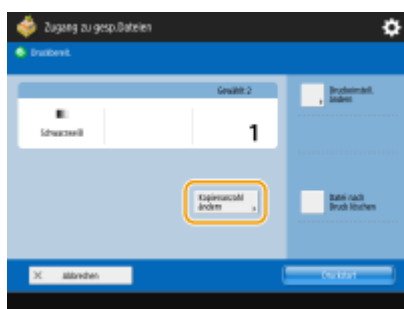 Zugang zu gesp.Dateien
Druckbereit.
Gewählt:2
Schwarzweiß
1
Druckeinstell.
ändern
Kopienanzahl
ändern
Datei nach
Druck löschen
Abbrechen
Druckstart